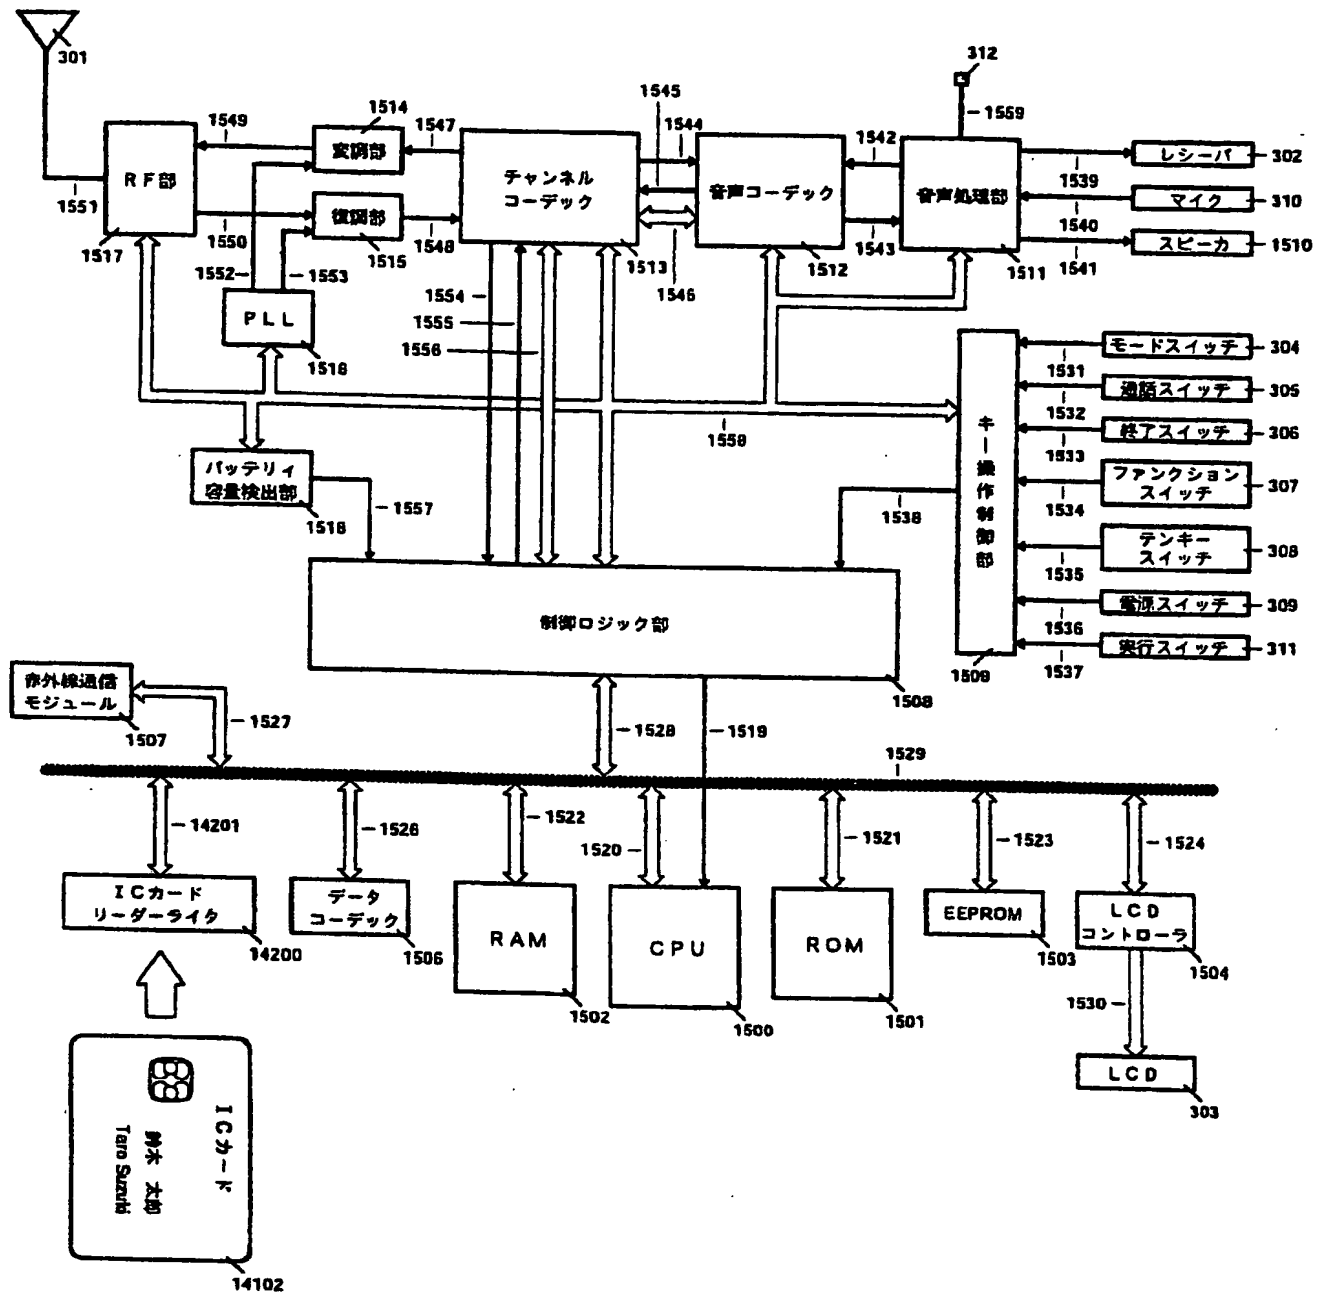 301
312
1559
1549
1514
1547
1545
1544
1542
RF部
変調部
復調部
チャンネル
コーデック
音声コーデック
音声処理部
レシーバ
302
1539
マイク
310
1540
スピーカ
1510
1541
1551
1517
1550
1515
1548
1513
1546
1512
1543
1511
1552
1553
PLL
1516
1554
1555
1556
1558
モードスイッチ
304
1531
通話スイッチ
305
1532
終了スイッチ
306
1533
ファンクション
スイッチ
307
1534
テンキー
スイッチ
308
1535
電源スイッチ
309
1536
実行スイッチ
311
1537
キー操作制御部
1509
1538
バッテリィ
容量検出部
1518
1557
制御ロジック部
1508
赤外線通信
モジュール
1507
1527
1528
1519
1529
14201
1526
1522
1520
1521
1523
1524
ICカード
リーダーライタ
14200
データ
コーデック
1506
RAM
1502
CPU
1500
ROM
1501
EEPROM
1503
LCD
コントローラ
1504
1530
LCD
303
ICカード
鈴木 太郎
Taro Suzuki
14102